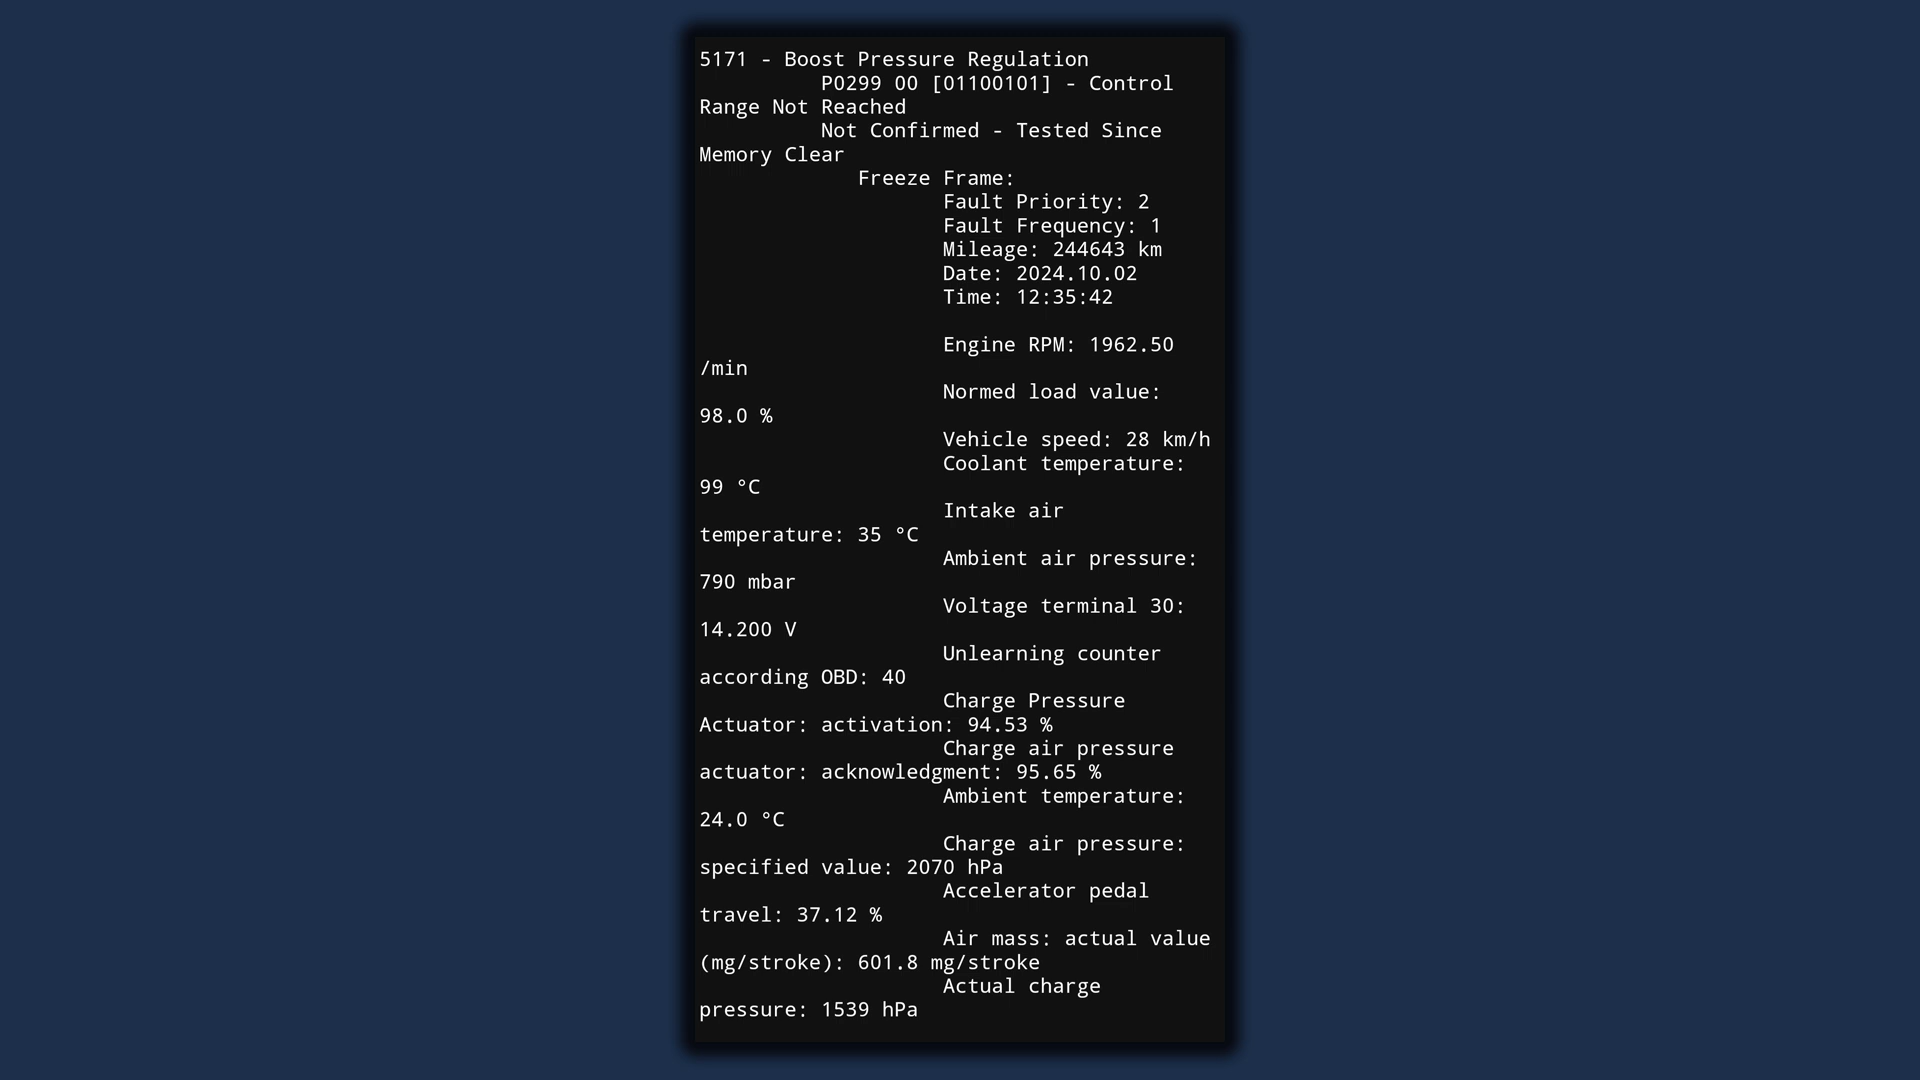 5171 - Boost Pressure Regulation
P0299 00 [01100101] - Control
Range Not Reached
Not Confirmed - Tested Since
Memory Clear
Freeze Frame:
Fault Priority: 2
Fault Frequency: 1
Mileage: 244643 km
Date: 2024.10.02
Time: 12:35:42
Engine RPM: 1962.50
/min
Normed load value:
98.0 %
Vehicle speed: 28 km/h
Coolant temperature:
99 °C
Intake air
temperature: 35 °C
Ambient air pressure:
790 mbar
Voltage terminal 30:
14.200 V
Unlearning counter
according OBD: 40
Charge Pressure
Actuator: activation: 94.53 %
Charge air pressure
actuator: acknowledgment: 95.65 %
Ambient temperature:
24.0 °C
Charge air pressure:
specified value: 2070 hPa
Accelerator pedal
travel: 37.12 %
Air mass: actual value
(mg/stroke): 601.8 mg/stroke
Actual charge
pressure: 1539 hPa